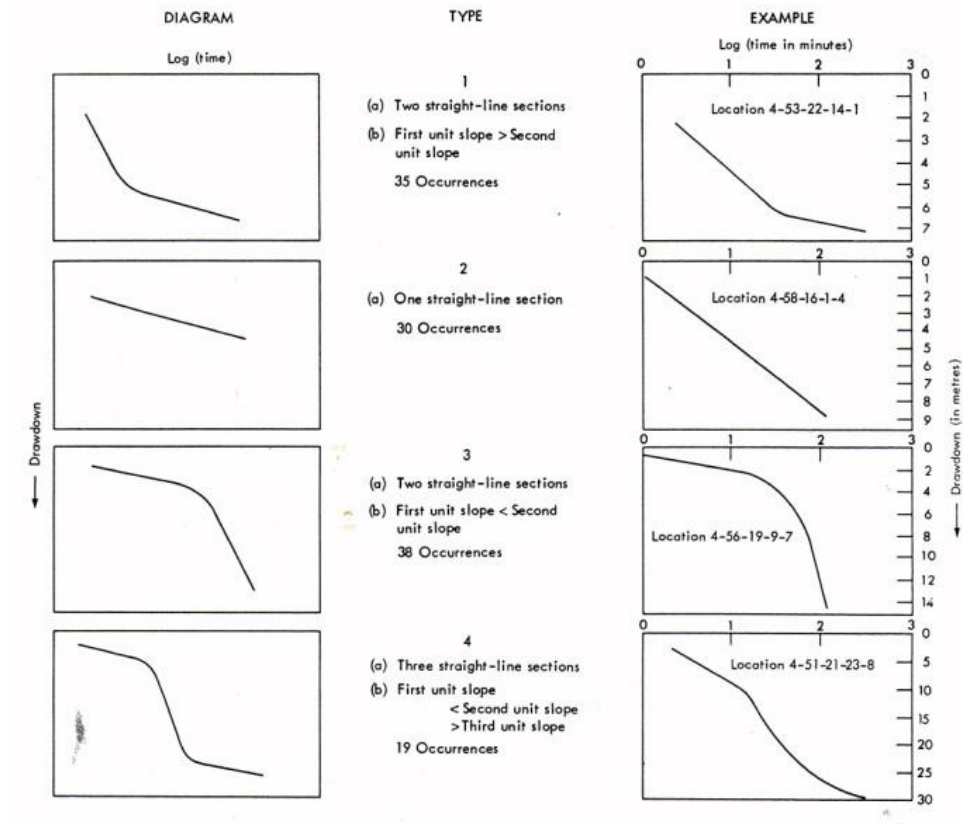 DIAGRAM
TYPE
EXAMPLE
Log (time)
Log (time in minutes)
0 1 2 3
1
(a) Two straight-line sections
(b) First unit slope > Second
unit slope
35 Occurrences
Location 4-53-22-14-1
0
1
2
3
4
5
6
7
0 1 2 3
2
(a) One straight-line section
30 Occurrences
Location 4-58-16-1-4
0
1
2
3
4
5
6
7
8
9
Drawdown
Drawdown (in metres)
0 1 2 3
3
(a) Two straight-line sections
(b) First unit slope < Second
unit slope
38 Occurrences
Location 4-56-19-9-7
0
2
4
6
8
10
12
14
0 1 2 3
4
(a) Three straight-line sections
(b) First unit slope
< Second unit slope
> Third unit slope
19 Occurrences
Location 4-51-21-23-8
0
5
10
15
20
25
30